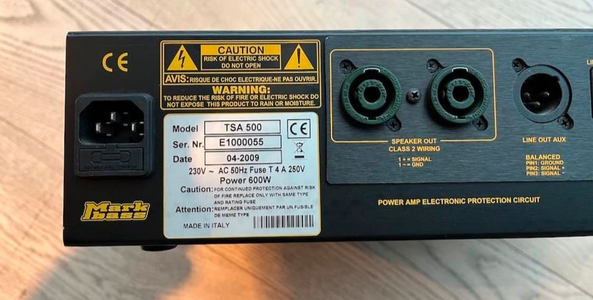 CE
CAUTION
RISK OF ELECTRIC SHOCK
DO NOT OPEN
AVIS: RISQUE DE CHOC ELECTRIQUE-NE PAS OUVRIR.
WARNING:
TO REDUCE THE RISK OF FIRE OR ELECTRIC SHOCK DO
NOT EXPOSE THIS PRODUCT TO RAIN OR MOISTURE.
Model TSA 500 CE
Ser. Nr. E1000055
Date 04-2009
230V ~ AC 50Hz Fuse T 4 A 250V
Power 600W
Caution: FOR CONTINUED PROTECTION AGAINST RISK
OF FIRE REPLACE ONLY WITH SAME TYPE
AND RATING FUSE
Attention: REMPLACER UNIQUEMENT PAR UN FUSIBLE
DE MEME TYPE
MADE IN ITALY
Mark
bass
SPEAKER OUT
CLASS 2 WIRING
1+ = SIGNAL
1- = GND
LINE OUT AUX
BALANCED
PIN1: GROUND
PIN2: SIGNAL +
PIN3: SIGNAL -
POWER AMP ELECTRONIC PROTECTION CIRCUIT